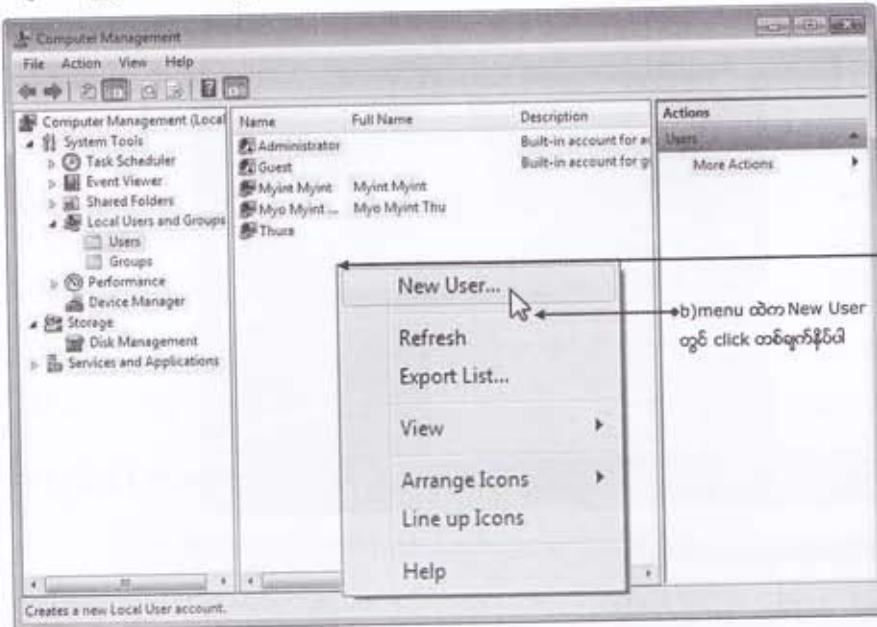 Computer Management
File Action View Help
Computer Management (Local
System Tools
Task Scheduler
Event Viewer
Shared Folders
Local Users and Groups
Users
Groups
Performance
Device Manager
Storage
Disk Management
Services and Applications
Name Full Name Description
Administrator Built-in account for a
Guest Built-in account for g
Myint Myint Myint Myint
Myo Myint ... Myo Myint Thu
Thura
Actions
Users
More Actions
New User...
Refresh
Export List...
View
Arrange Icons
Line up Icons
Help
b)menu ထဲက New User
တွင် click တစ်ချက်နှိပ်ပါ
Creates a new Local User account.